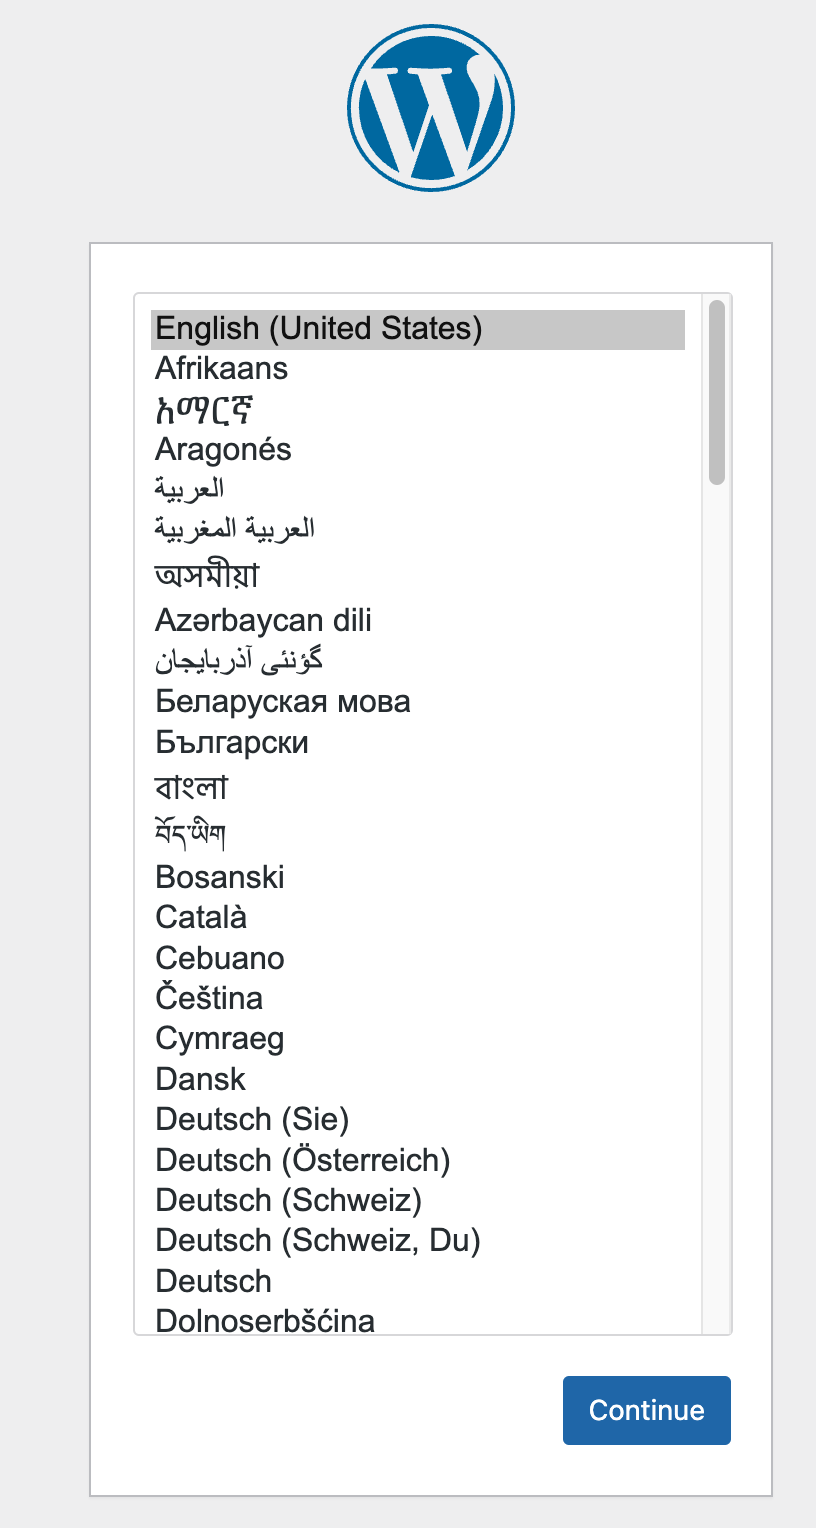 English (United States)
Afrikaans
አማርኛ
Aragonés
العربية
العربية المغربية
অসমীয়া
Azərbaycan dili
گؤنئی آذربایجان
Беларуская мова
Български
বাংলা
བོད་ཡིག
Bosanski
Català
Cebuano
Čeština
Cymraeg
Dansk
Deutsch (Sie)
Deutsch (Österreich)
Deutsch (Schweiz)
Deutsch (Schweiz, Du)
Deutsch
Dolnoserbšćina
Continue